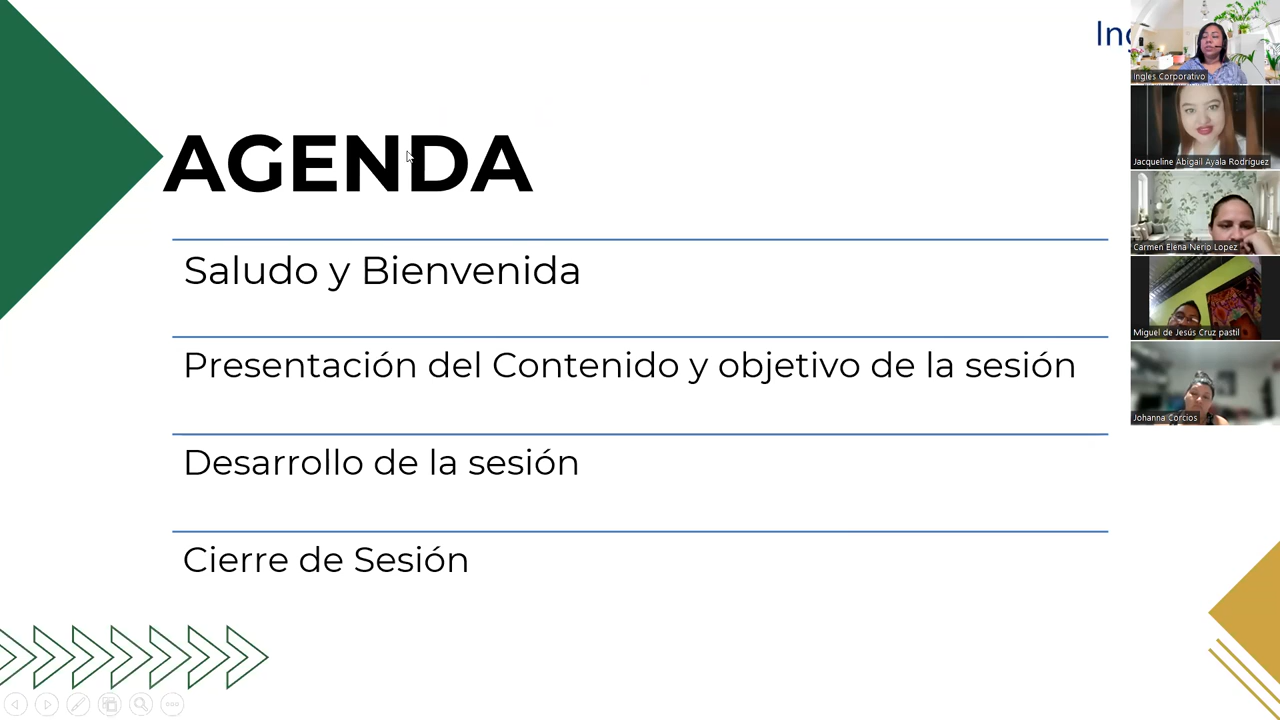 AGENDA
Saludo y Bienvenida
Presentación del Contenido y objetivo de la sesión
Desarrollo de la sesión
Cierre de Sesión
Ingles Corporativo
Jacqueline Abigail Ayala Rodríguez
Carmen Elena Nerio Lopez
Miguel de Jesús Cruz pastil
Johanna Corcios